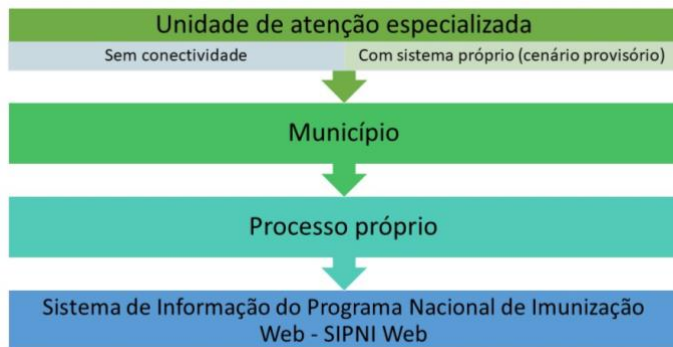 Unidade de atenção especializada
Sem conectividade
Com sistema próprio (cenário provisório)
Município
Processo próprio
Sistema de Informação do Programa Nacional de Imunização
Web - SIPNI Web